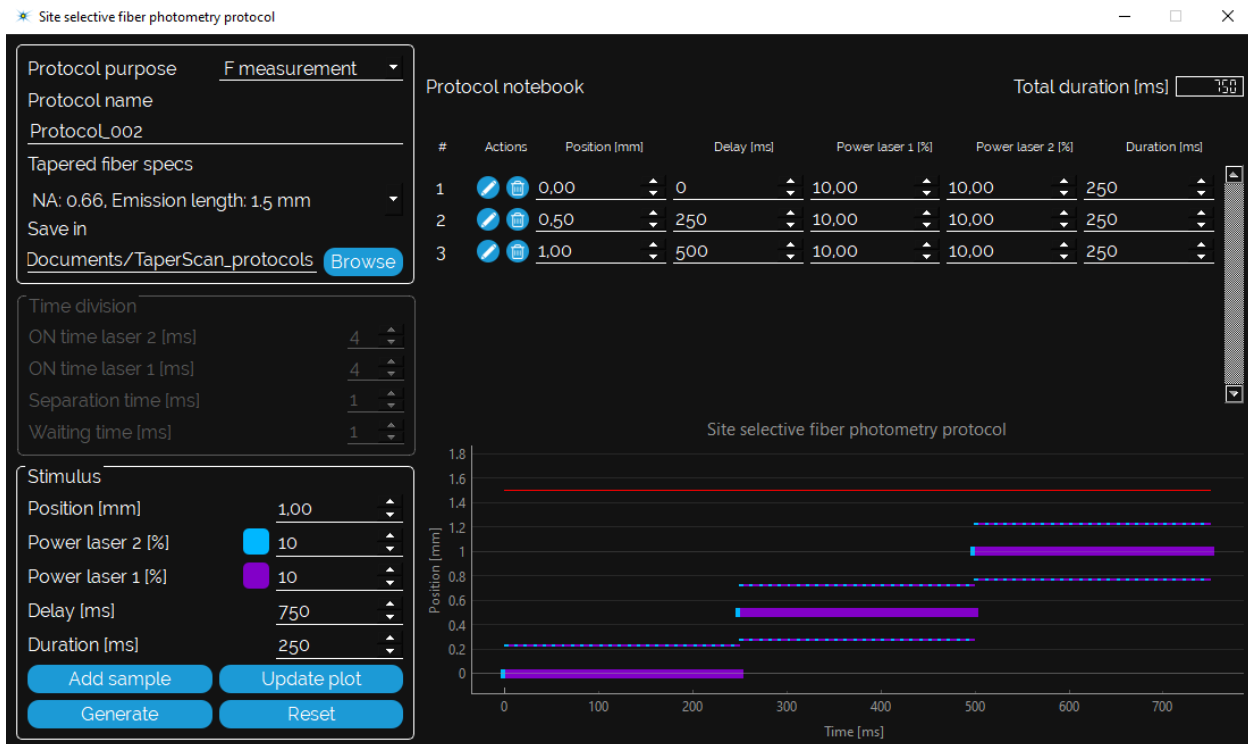 Site selective fiber photometry protocol
Protocol purpose F measurement
Protocol name
Protocol_002
Tapered fiber specs
NA: 0.66, Emission length: 1.5 mm
Save in
Documents/TaperScan_protocols Browse
Time division
ON time laser 2 [ms] 4
ON time laser 1 [ms] 4
Separation time [ms] 1
Waiting time [ms] 1
Stimulus
Position [mm] 1,00
Power laser 2 [%] 10
Power laser 1 [%] 10
Delay [ms] 750
Duration [ms] 250
Add sample Update plot
Generate Reset
Protocol notebook Total duration [ms] 750
# Actions Position [mm] Delay [ms] Power laser 1 [%] Power laser 2 [%] Duration [ms]
1 0,00 0 10,00 10,00 250
2 0,50 250 10,00 10,00 250
3 1,00 500 10,00 10,00 250
Site selective fiber photometry protocol
1.8
1.6
1.4
1.2
1
0.8
0.6
0.4
0.2
0
Position [mm]
0 100 200 300 400 500 600 700
Time [ms]